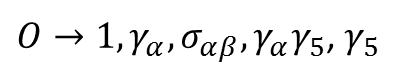 O → 1, γ_α, σ_αβ, γ_αγ_5, γ_5